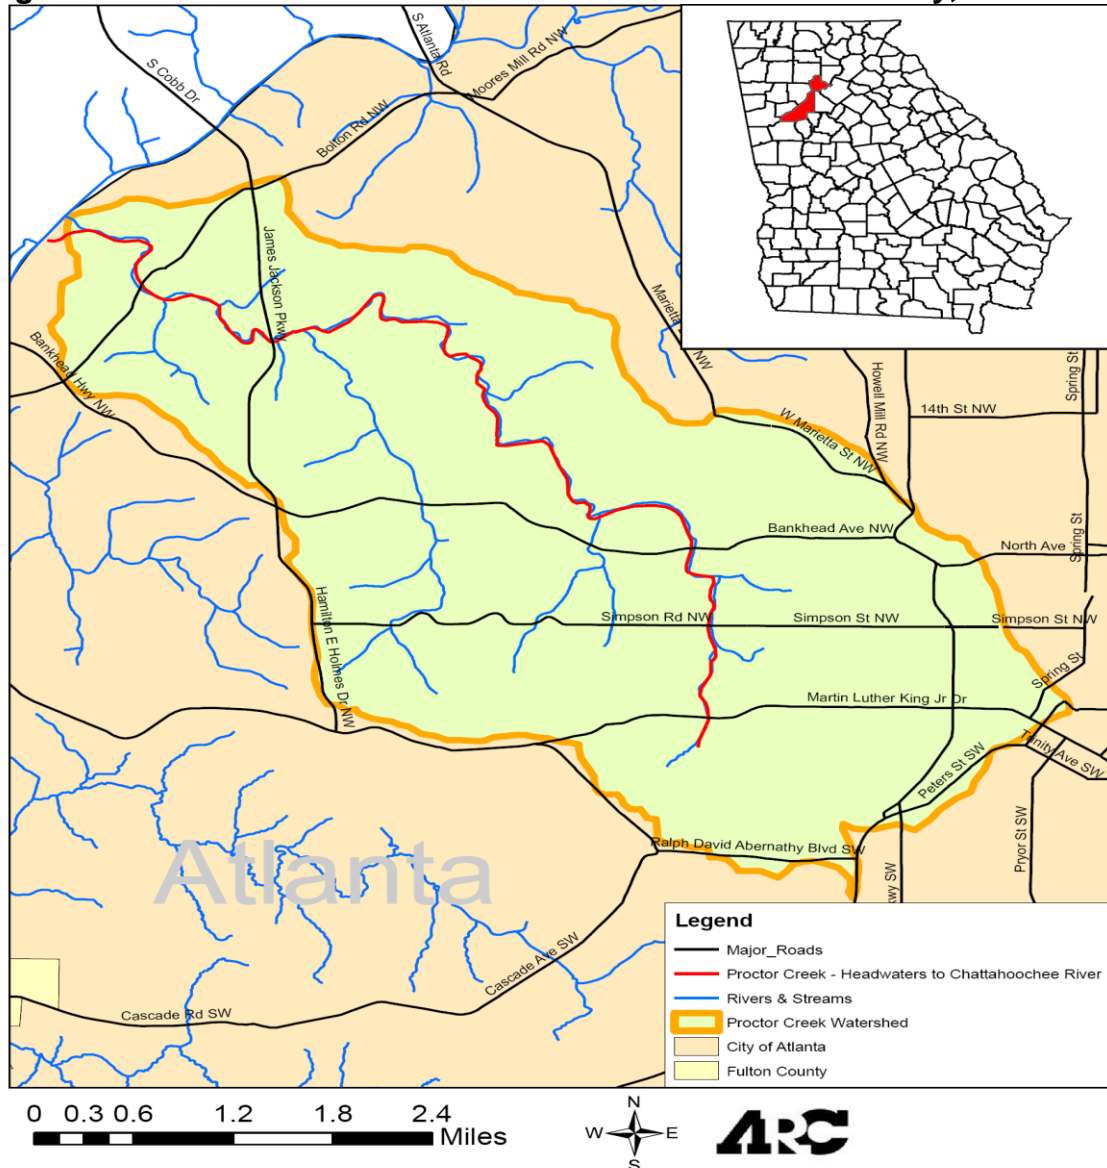 S Cobb Dr
S Atlanta Rd
Moores Mill Rd NW
Bolton Rd NW
James Jackson Pkwy
Marietta
NW
Bankhead Hwy NW
Howell Mill Rd NW
Spring St
14th St NW
W Marietta St NW
Bankhead Ave NW
North Ave
Spring St
Hamilton E Holmes Dr NW
Simpson Rd NW
Simpson St NW
Simpson St NW
Spring St
Martin Luther King Jr Dr
Trinity Ave SW
Peters St SW
Pryor St SW
Ralph David Abernathy Blvd SW
wy SW
Atlanta
Cascade Ave SW
Cascade Rd SW
Legend
Major_Roads
Proctor Creek - Headwaters to Chattahoochee River
Rivers & Streams
Proctor Creek Watershed
City of Atlanta
Fulton County
0 0.3 0.6 1.2 1.8 2.4
Miles
N
W E
S
ARC